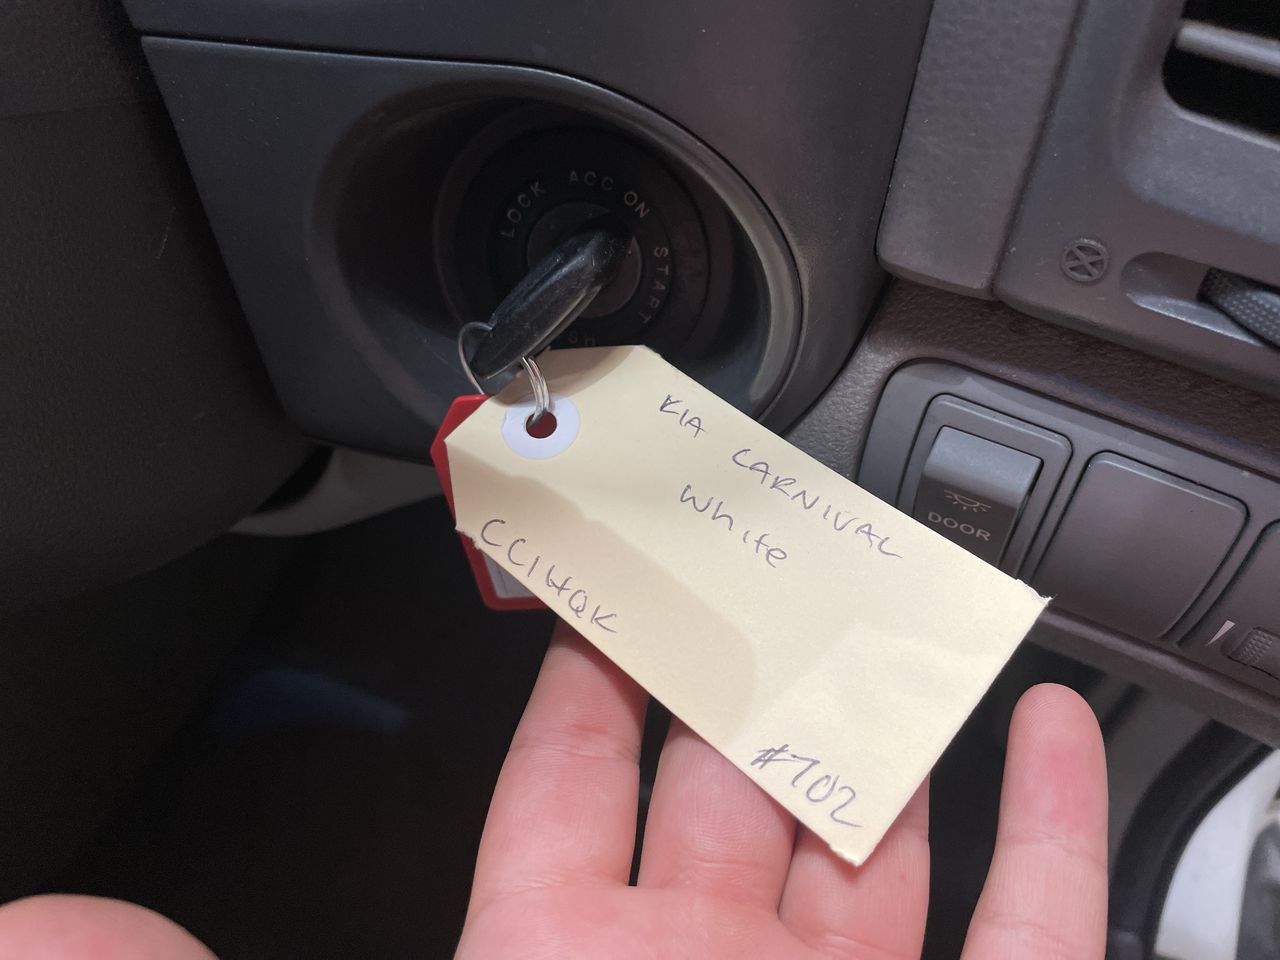 LOCK ACC ON START
KIA CARNIVAL
White
CC14QK
#702
DOOR